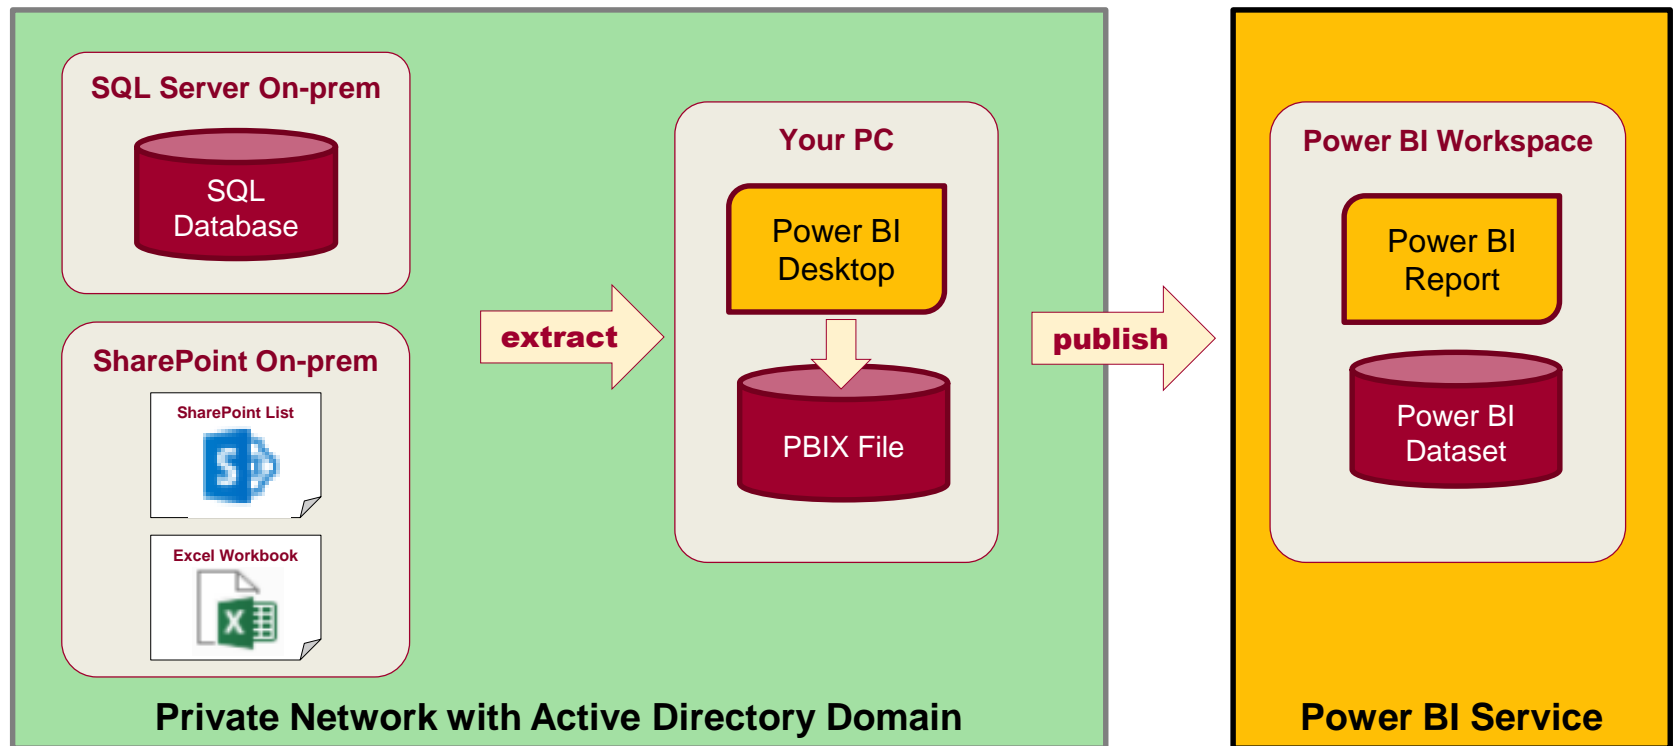 SQL Server On-prem
SQL
Database
SharePoint On-prem
SharePoint List
S
Excel Workbook
X
extract
Your PC
Power BI
Desktop
PBIX File
publish
Private Network with Active Directory Domain
Power BI Workspace
Power BI
Report
Power BI
Dataset
Power BI Service